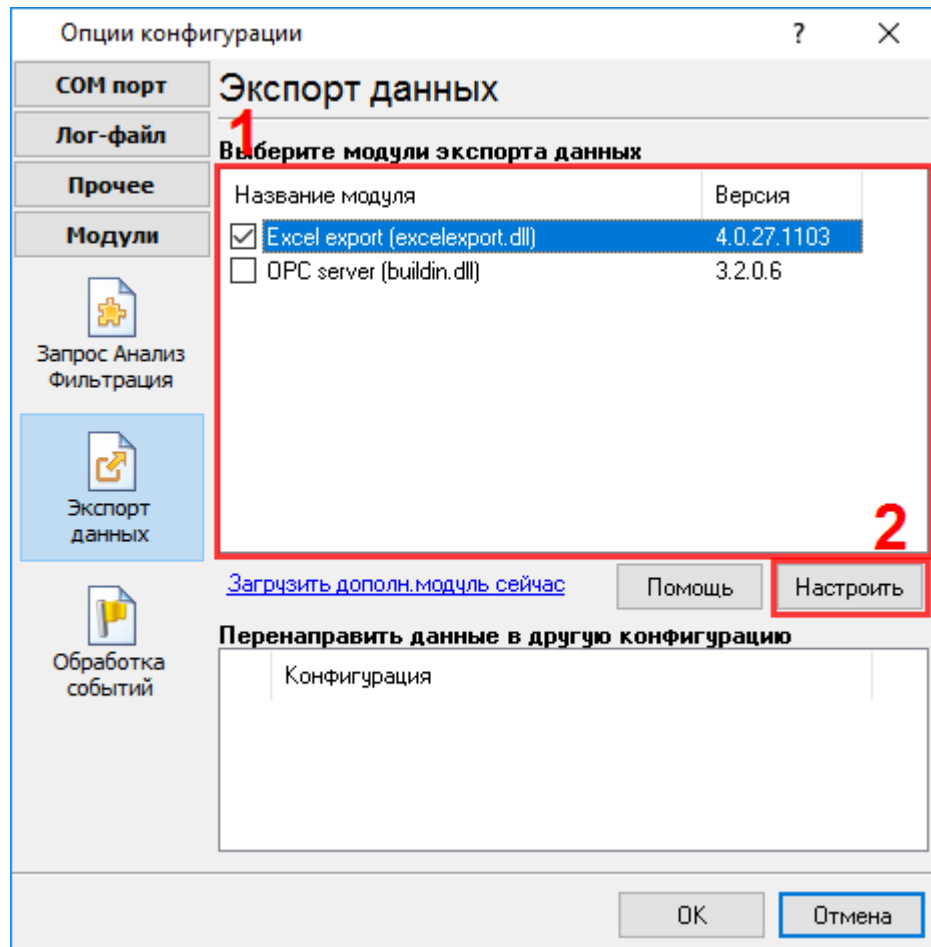 Опции конфигурации ? ×
COM порт
Лог-файл
Прочее
Модули
Запрос Анализ
Фильтрация
Экспорт
данных
Обработка
событий
Экспорт данных
1
Выберите модули экспорта данных
Название модуля Версия
Excel export (excelexport.dll) 4.0.27.1103
OPC server (buildin.dll) 3.2.0.6
2
Загрузить дополн.модуль сейчас Помощь Настроить
Перенаправить данные в другую конфигурацию
Конфигурация
OK Отмена